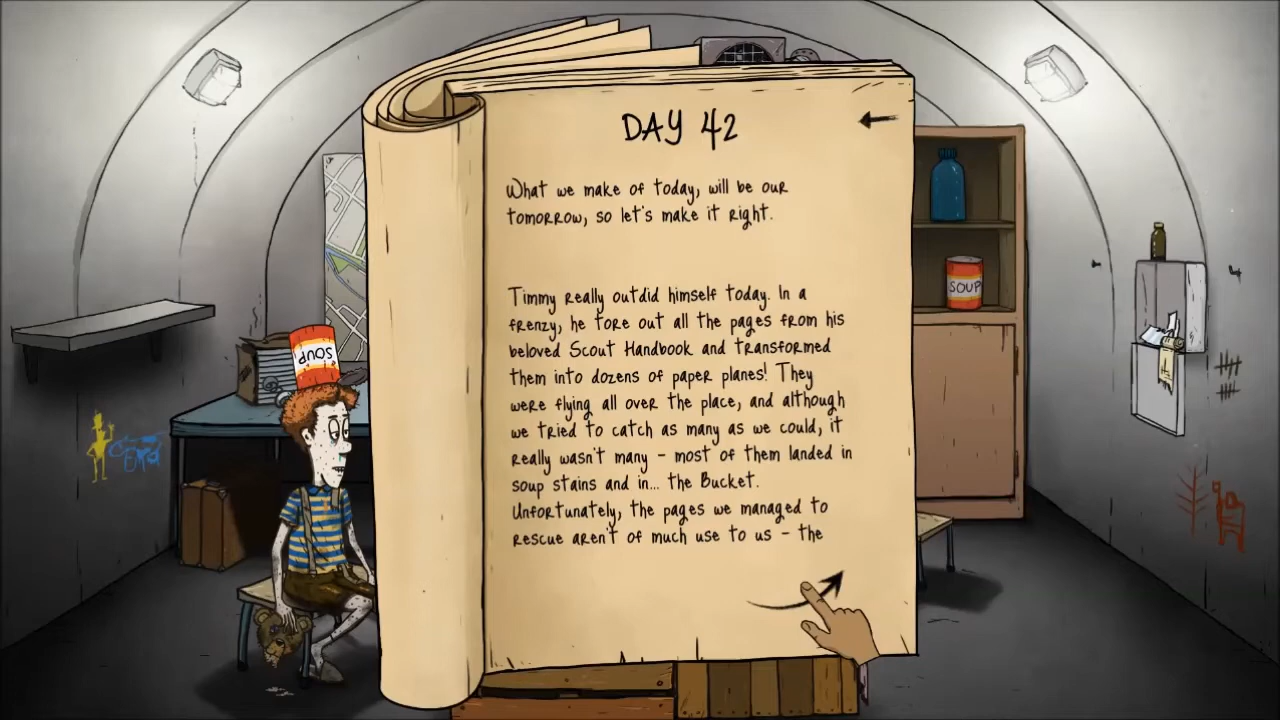 DAY 42
What we make of today, will be our
tomorrow, so let's make it right.
Timmy really outdid himself today. In a
frenzy, he tore out all the pages from his
beloved Scout Handbook and transformed
them into dozens of paper planes! They
were flying all over the place, and although
we tried to catch as many as we could, it
really wasn't many - most of them landed in
soup stains and in... the Bucket.
Unfortunately, the pages we managed to
rescue aren't of much use to us - the
SOUP
SOUP